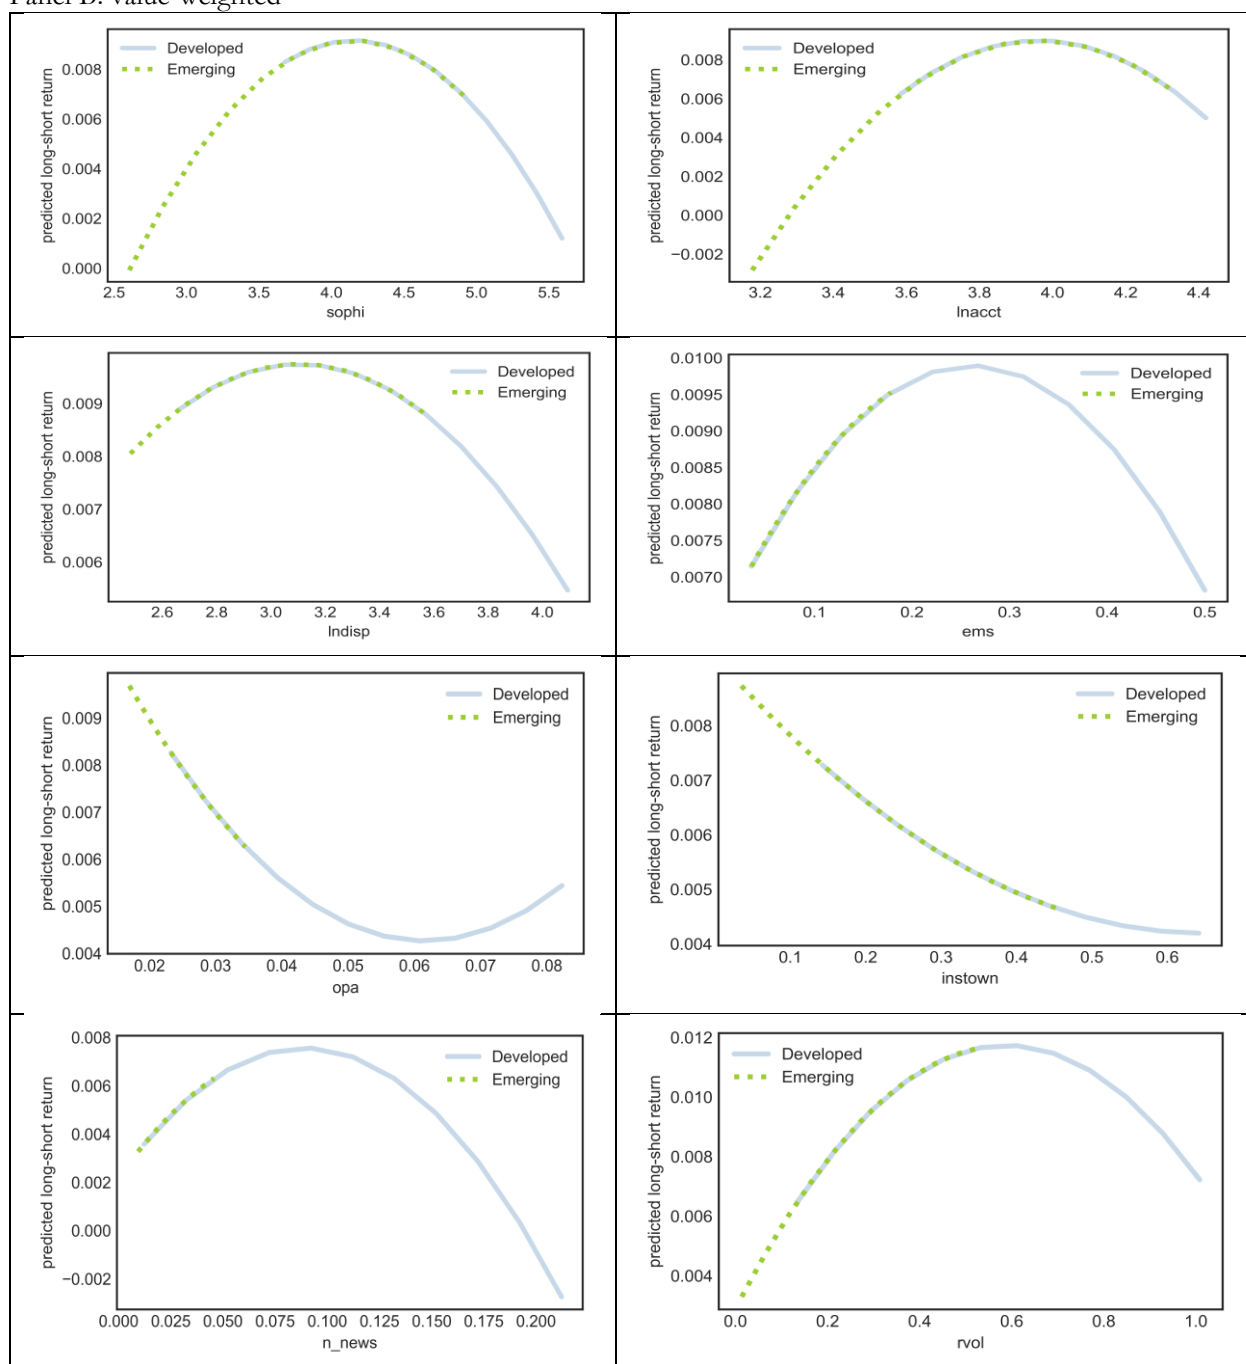 Panel B: value-weighted
Developed
Emerging
predicted long-short return
0.008
0.006
0.004
0.002
0.000
2.5 3.0 3.5 4.0 4.5 5.0 5.5
sophi
Developed
Emerging
predicted long-short return
0.008
0.006
0.004
0.002
0.000
−0.002
3.2 3.4 3.6 3.8 4.0 4.2 4.4
lnacct
Developed
Emerging
predicted long-short return
0.009
0.008
0.007
0.006
2.6 2.8 3.0 3.2 3.4 3.6 3.8 4.0
lndisp
Developed
Emerging
predicted long-short return
0.0100
0.0095
0.0090
0.0085
0.0080
0.0075
0.0070
0.1 0.2 0.3 0.4 0.5
ems
Developed
Emerging
predicted long-short return
0.009
0.008
0.007
0.006
0.005
0.004
0.02 0.03 0.04 0.05 0.06 0.07 0.08
opa
Developed
Emerging
predicted long-short return
0.008
0.007
0.006
0.005
0.004
0.1 0.2 0.3 0.4 0.5 0.6
instown
Developed
Emerging
predicted long-short return
0.008
0.006
0.004
0.002
0.000
−0.002
0.000 0.025 0.050 0.075 0.100 0.125 0.150 0.175 0.200
n_news
Developed
Emerging
predicted long-short return
0.012
0.010
0.008
0.006
0.004
0.0 0.2 0.4 0.6 0.8 1.0
rvol